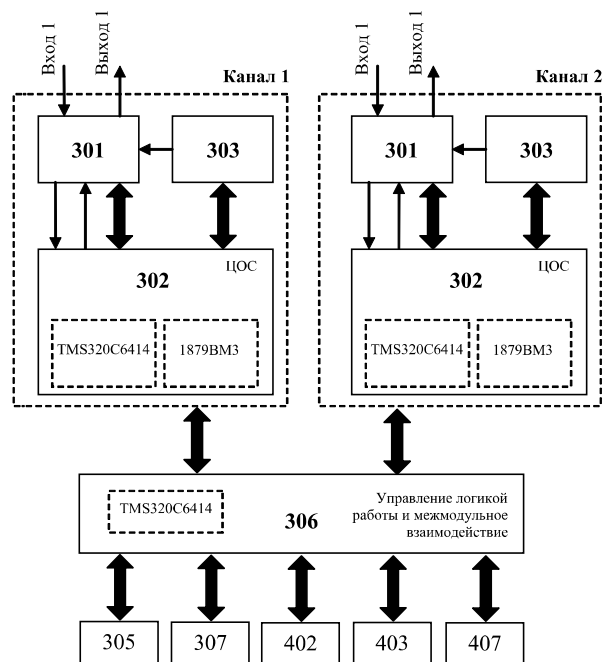 Вход 1
Выход 1
Вход 1
Выход 1
Канал 1
Канал 2
301
303
301
303
ЦОС
302
TMS320C6414
1879ВМ3
ЦОС
302
TMS320C6414
1879ВМ3
TMS320C6414
306
Управление логикой
работы и межмодульное
взаимодействие
305
307
402
403
407